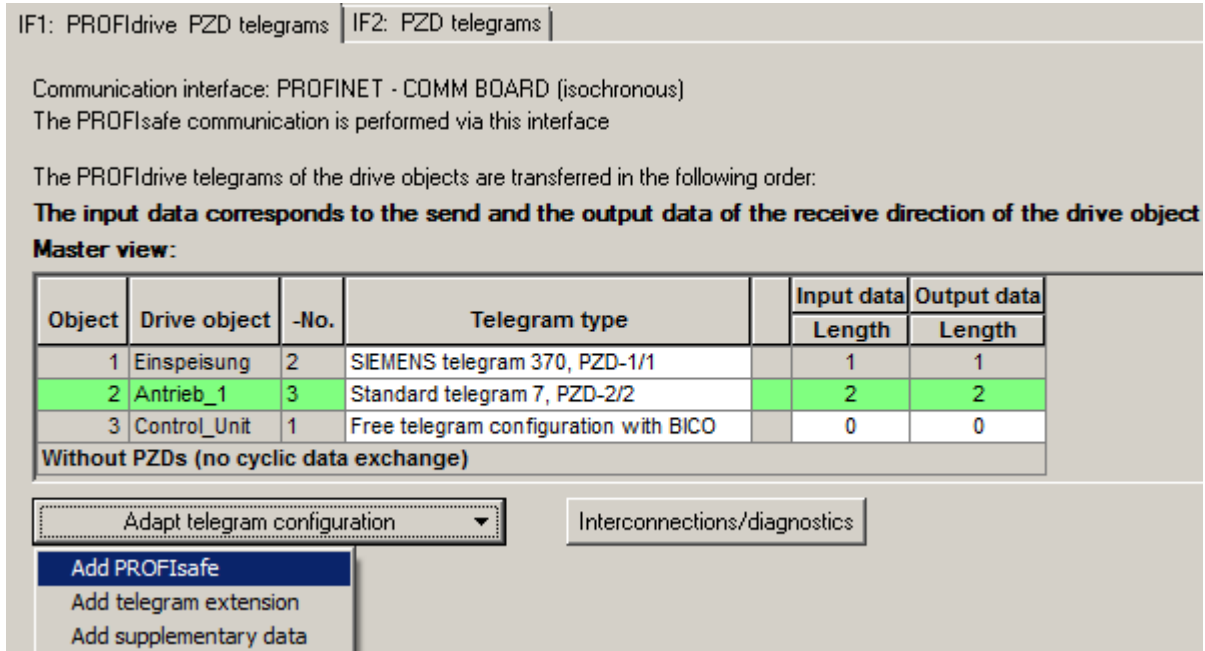 IF1: PROFIdrive PZD telegrams IF2: PZD telegrams
Communication interface: PROFINET - COMM BOARD (isochronous)
The PROFIsafe communication is performed via this interface
The PROFIdrive telegrams of the drive objects are transferred in the following order:
The input data corresponds to the send and the output data of the receive direction of the drive object
Master view:
Object Drive object -No. Telegram type Input data Output data
Length Length
1 Einspeisung 2 SIEMENS telegram 370, PZD-1/1 1 1
2 Antrieb_1 3 Standard telegram 7, PZD-2/2 2 2
3 Control_Unit 1 Free telegram configuration with BICO 0 0
Without PZDs (no cyclic data exchange)
Adapt telegram configuration Interconnections/diagnostics
Add PROFIsafe
Add telegram extension
Add supplementary data